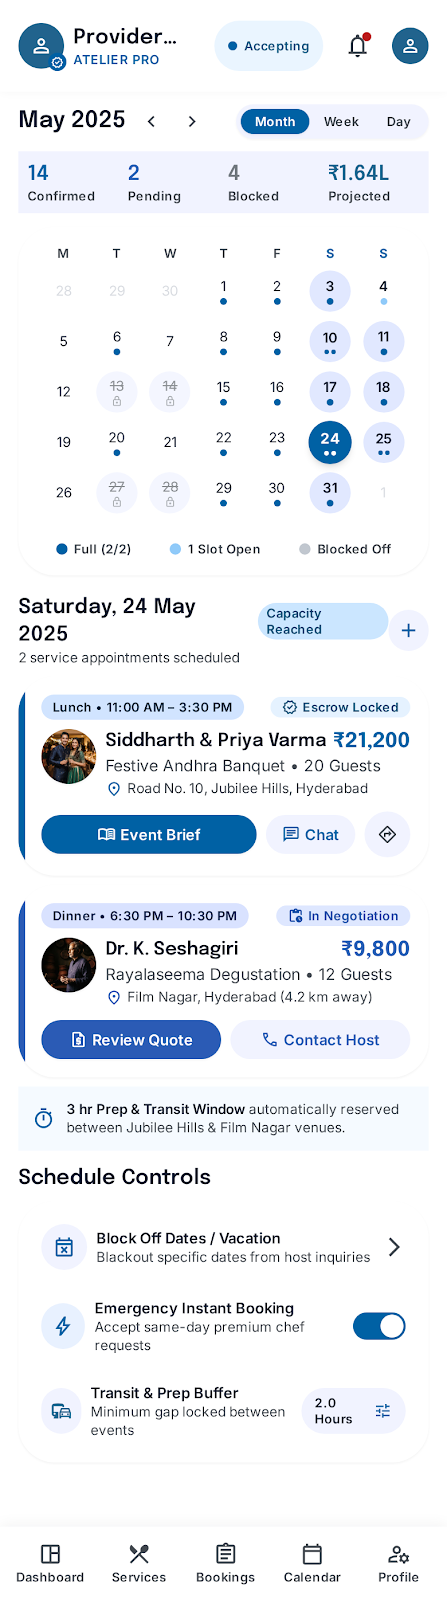 Provider...
ATELIER PRO
Accepting
May 2025
Month Week Day
14 2 4 ₹1.64L
Confirmed Pending Blocked Projected
M T W T F S S
28 29 30 1 2 3 4
5 6 7 8 9 10 11
12 13 14 15 16 17 18
19 20 21 22 23 24 25
26 27 28 29 30 31 1
Full (2/2) 1 Slot Open Blocked Off
Saturday, 24 May
2025
Capacity
Reached
2 service appointments scheduled
Lunch • 11:00 AM – 3:30 PM Escrow Locked
Siddharth & Priya Varma ₹21,200
Festive Andhra Banquet • 20 Guests
Road No. 10, Jubilee Hills, Hyderabad
Event Brief Chat
Dinner • 6:30 PM – 10:30 PM In Negotiation
Dr. K. Seshagiri ₹9,800
Rayalaseema Degustation • 12 Guests
Film Nagar, Hyderabad (4.2 km away)
Review Quote Contact Host
3 hr Prep & Transit Window automatically reserved
between Jubilee Hills & Film Nagar venues.
Schedule Controls
Block Off Dates / Vacation
Blackout specific dates from host inquiries
Emergency Instant Booking
Accept same-day premium chef
requests
Transit & Prep Buffer
Minimum gap locked between
events
2.0
Hours
Dashboard Services Bookings Calendar Profile